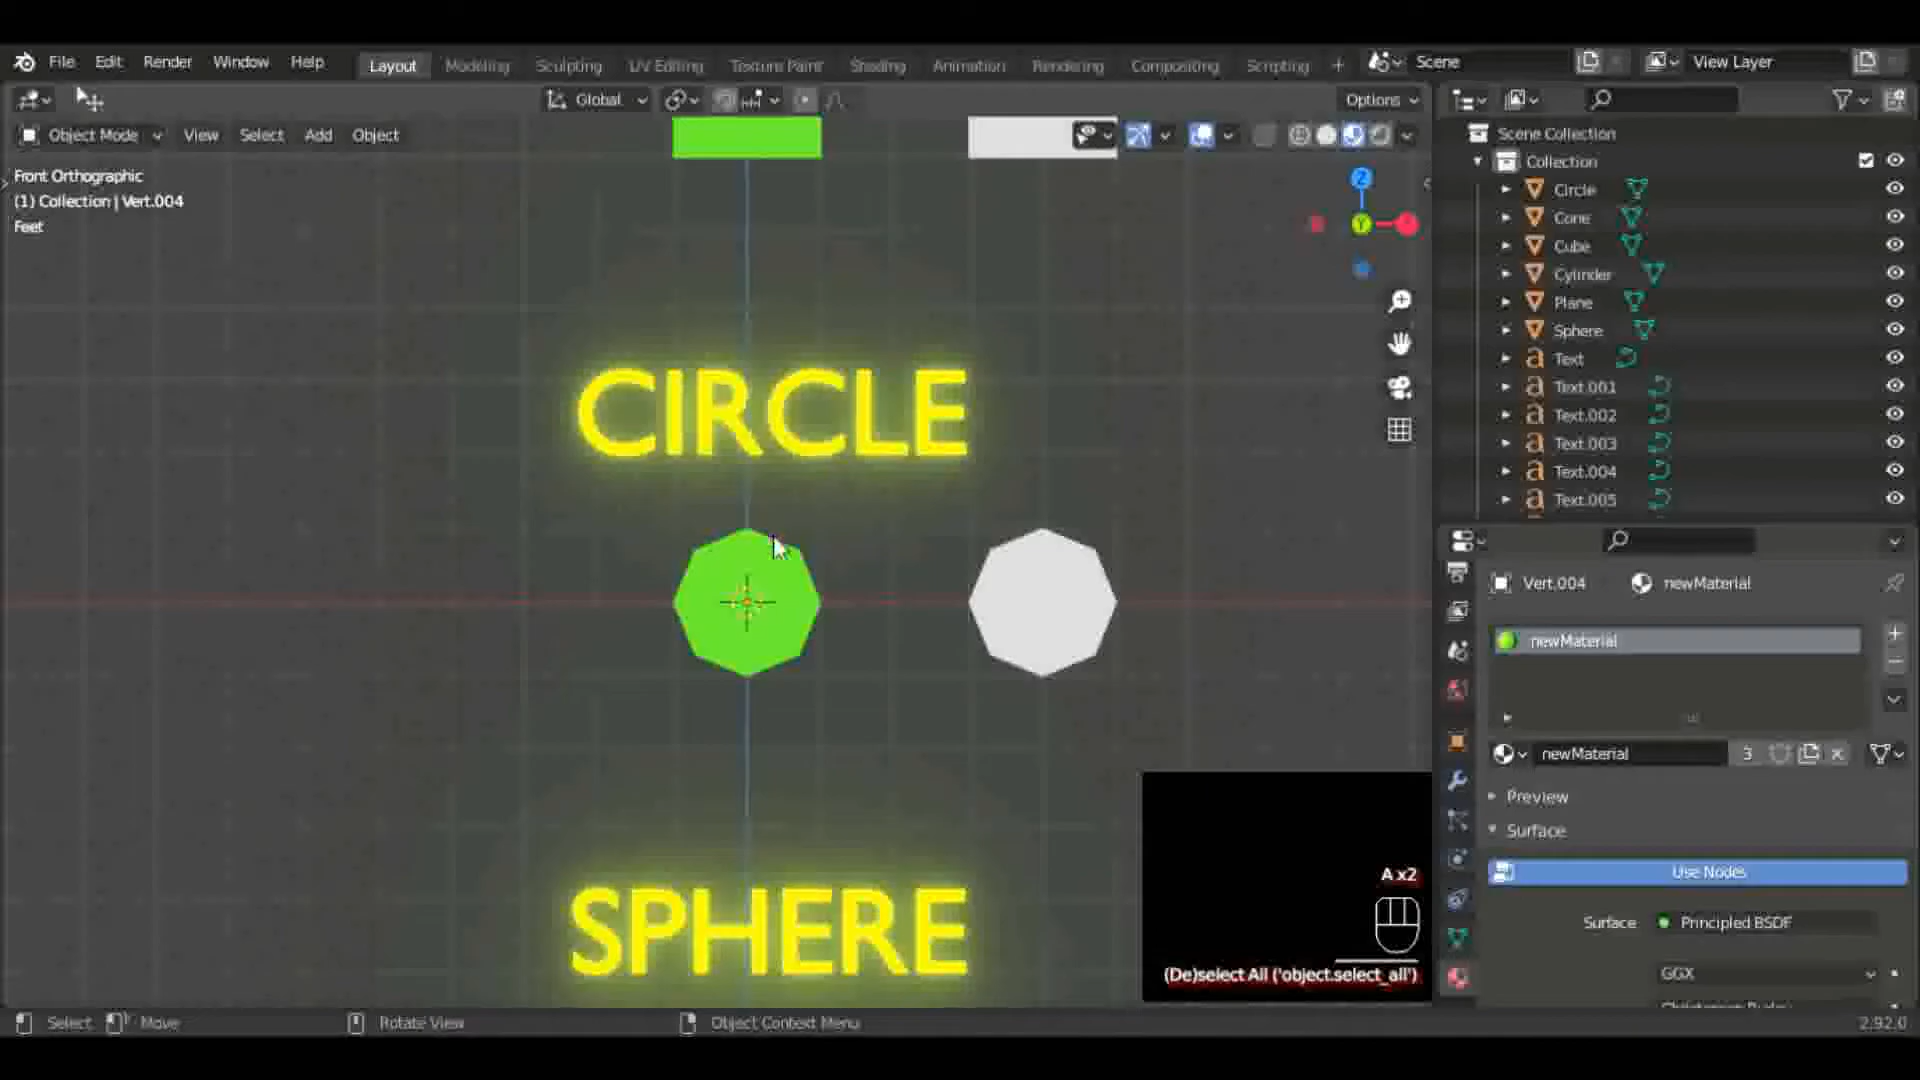 File Edit Render Window Help Layout Modeling Sculpting UV Editing Texture Paint Shading Animation Rendering Compositing Scripting + Scene View Layer
Global Options
Object Mode View Select Add Object
Front Orthographic
(1) Collection | Vert.004
Feet
Z
Y
CIRCLE
SPHERE
A x2
(De)select All ('object.select_all')
Scene Collection
Collection
Circle
Cone
Cube
Cylinder
Plane
Sphere
Text
Text.001
Text.002
Text.003
Text.004
Text.005
Vert.004 newMaterial
newMaterial
newMaterial 3
Preview
Surface
Use Nodes
Surface Principled BSDF
GGX
Select Move Rotate View Object Context Menu 2.92.0